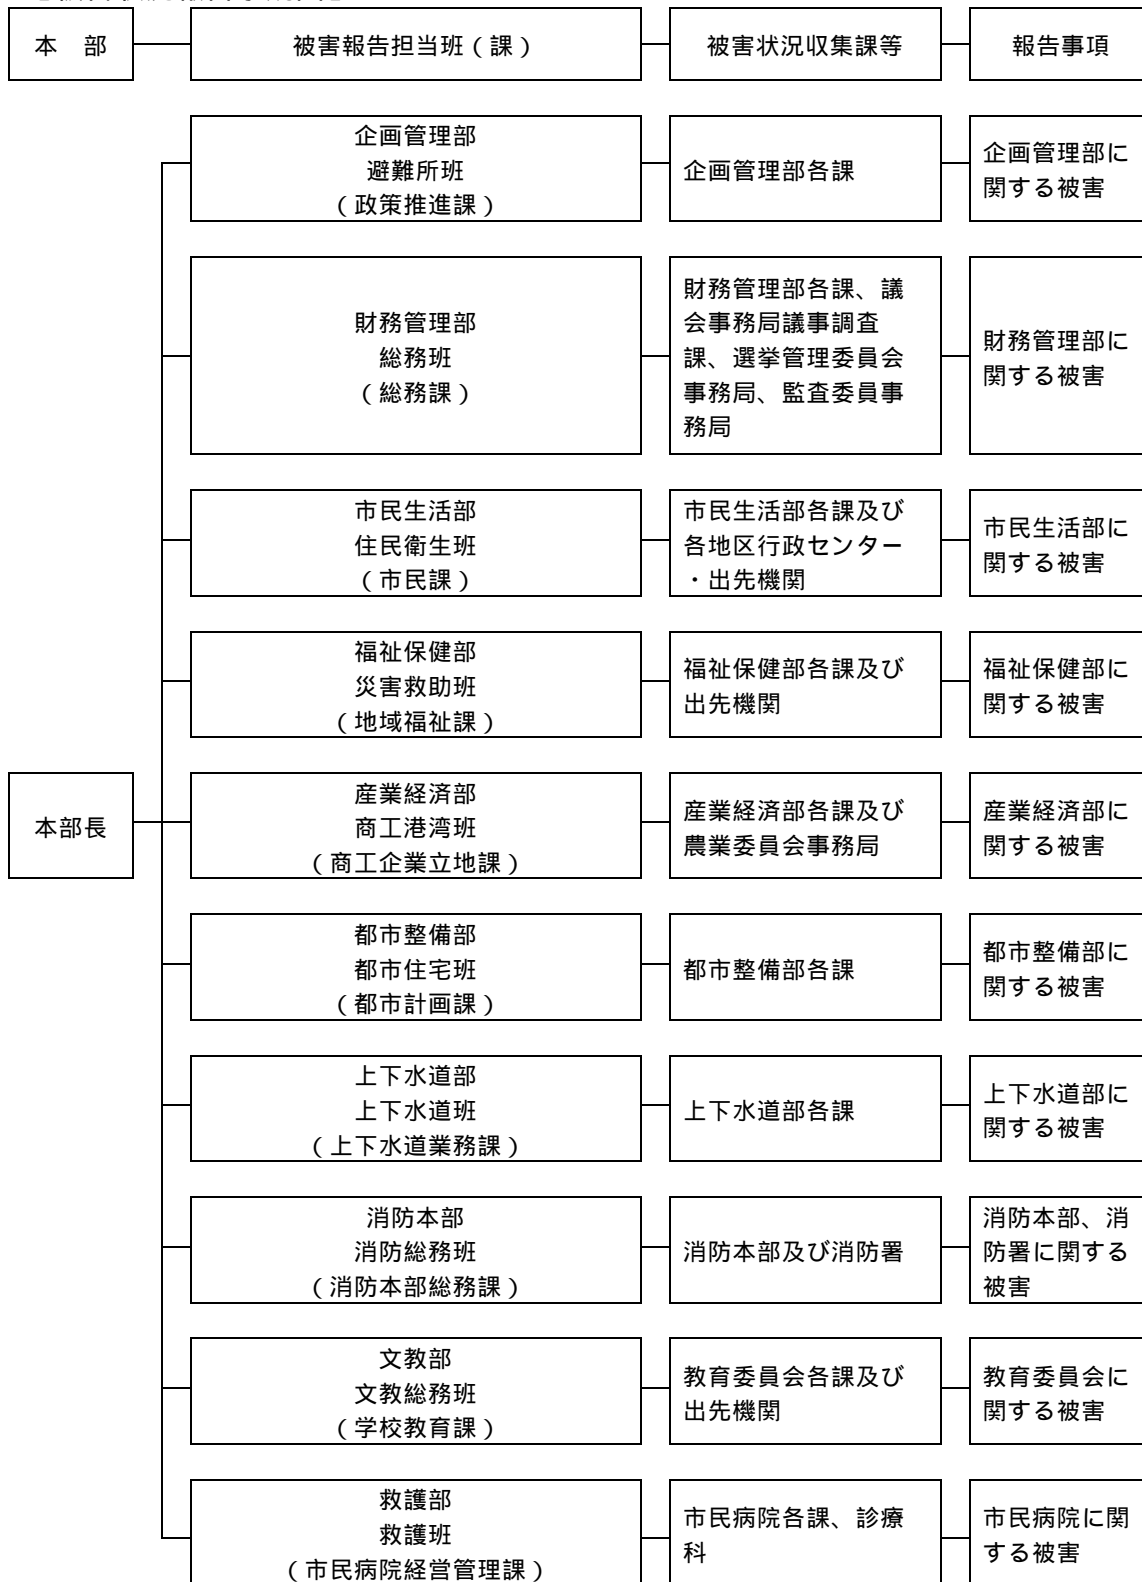 本　部
被害報告担当班（課）
被害状況収集課等
報告事項
企画管理部
避難所班
（政策推進課）
企画管理部各課
企画管理部に
関する被害
財務管理部
総務班
（総務課）
財務管理部各課、議
会事務局議事調査
課、選挙管理委員会
事務局、監査委員事
務局
財務管理部に
関する被害
市民生活部
住民衛生班
（市民課）
市民生活部各課及び
各地区行政センター
・出先機関
市民生活部に
関する被害
福祉保健部
災害救助班
（地域福祉課）
福祉保健部各課及び
出先機関
福祉保健部に
関する被害
本部長
産業経済部
商工港湾班
（商工企業立地課）
産業経済部各課及び
農業委員会事務局
産業経済部に
関する被害
都市整備部
都市住宅班
（都市計画課）
都市整備部各課
都市整備部に
関する被害
上下水道部
上下水道班
（上下水道業務課）
上下水道部各課
上下水道部に
関する被害
消防本部
消防総務班
（消防本部総務課）
消防本部及び消防署
消防本部、消
防署に関する
被害
文教部
文教総務班
（学校教育課）
教育委員会各課及び
出先機関
教育委員会に
関する被害
救護部
救護班
（市民病院経営管理課）
市民病院各課、診療
科
市民病院に関
する被害